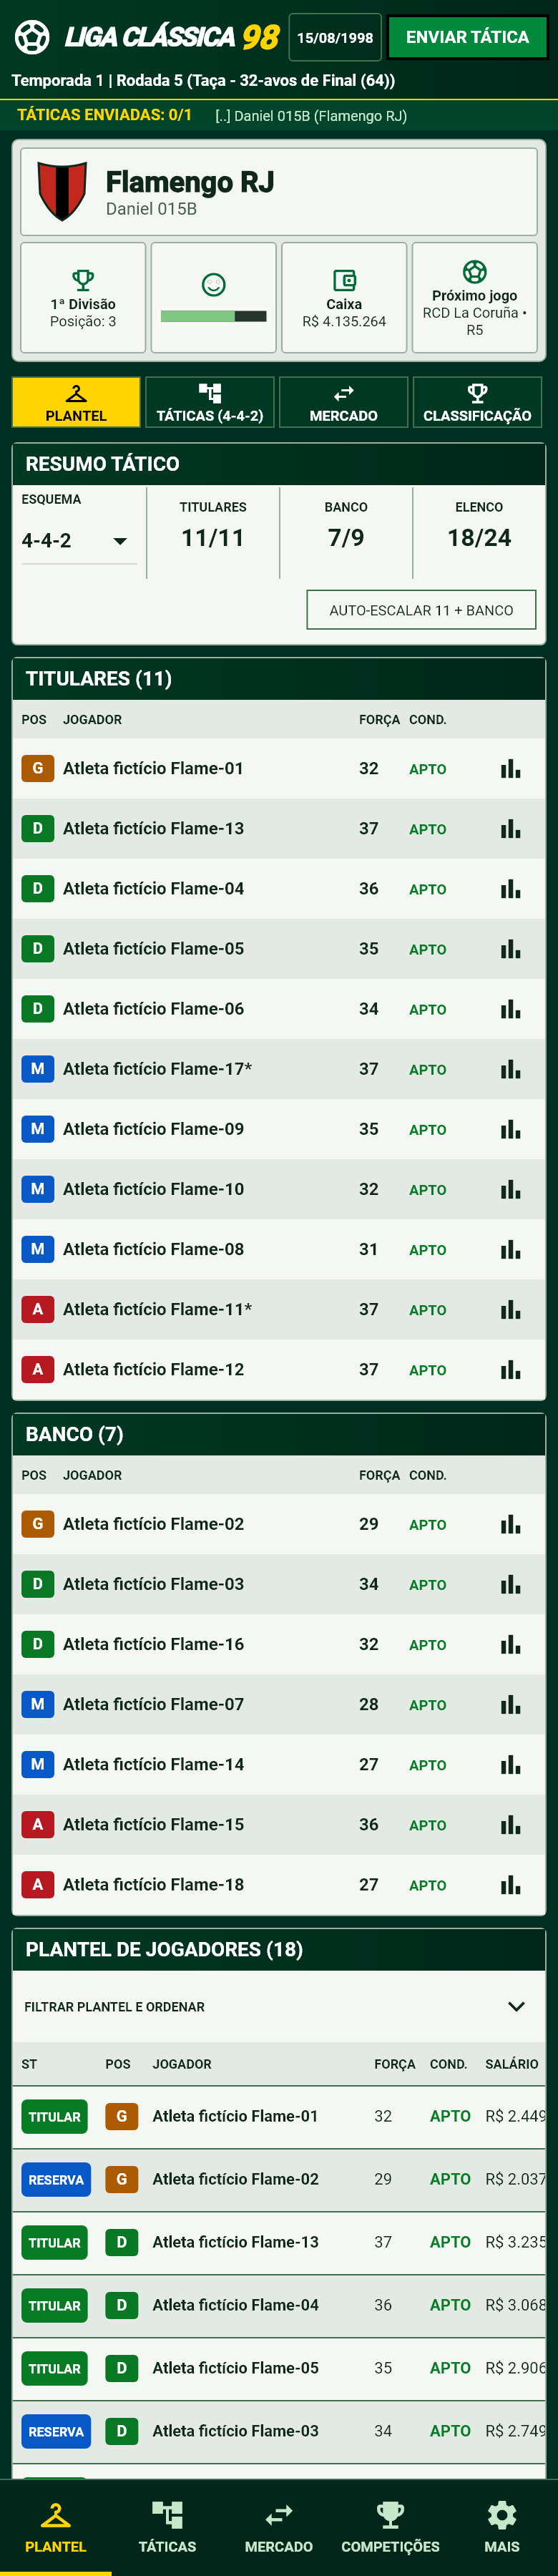 LIGA CLÁSSICA 98
15/08/1998
ENVIAR TÁTICA
Temporada 1 | Rodada 5 (Taça - 32-avos de Final (64))
TÁTICAS ENVIADAS: 0/1 [..] Daniel 015B (Flamengo RJ)
Flamengo RJ
Daniel 015B
1ª Divisão
Posição: 3
Caixa
R$ 4.135.264
Próximo jogo
RCD La Coruña •
R5
PLANTEL
TÁTICAS (4-4-2)
MERCADO
CLASSIFICAÇÃO
RESUMO TÁTICO
ESQUEMA
4-4-2
TITULARES
11/11
BANCO
7/9
ELENCO
18/24
AUTO-ESCALAR 11 + BANCO
TITULARES (11)
POS JOGADOR FORÇA COND.
G Atleta fictício Flame-01 32 APTO
D Atleta fictício Flame-13 37 APTO
D Atleta fictício Flame-04 36 APTO
D Atleta fictício Flame-05 35 APTO
D Atleta fictício Flame-06 34 APTO
M Atleta fictício Flame-17* 37 APTO
M Atleta fictício Flame-09 35 APTO
M Atleta fictício Flame-10 32 APTO
M Atleta fictício Flame-08 31 APTO
A Atleta fictício Flame-11* 37 APTO
A Atleta fictício Flame-12 37 APTO
BANCO (7)
POS JOGADOR FORÇA COND.
G Atleta fictício Flame-02 29 APTO
D Atleta fictício Flame-03 34 APTO
D Atleta fictício Flame-16 32 APTO
M Atleta fictício Flame-07 28 APTO
M Atleta fictício Flame-14 27 APTO
A Atleta fictício Flame-15 36 APTO
A Atleta fictício Flame-18 27 APTO
PLANTEL DE JOGADORES (18)
FILTRAR PLANTEL E ORDENAR
ST POS JOGADOR FORÇA COND. SALÁRIO
TITULAR G Atleta fictício Flame-01 32 APTO R$ 2.449
RESERVA G Atleta fictício Flame-02 29 APTO R$ 2.037
TITULAR D Atleta fictício Flame-13 37 APTO R$ 3.235
TITULAR D Atleta fictício Flame-04 36 APTO R$ 3.068
TITULAR D Atleta fictício Flame-05 35 APTO R$ 2.906
RESERVA D Atleta fictício Flame-03 34 APTO R$ 2.749
PLANTEL
TÁTICAS
MERCADO
COMPETIÇÕES
MAIS